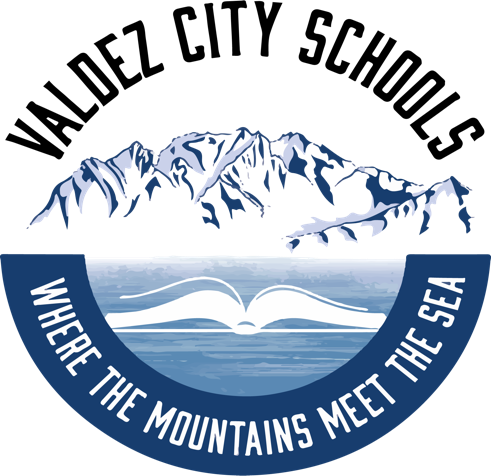 VALDEZ CITY SCHOOLS
WHERE THE MOUNTAINS MEET THE SEA